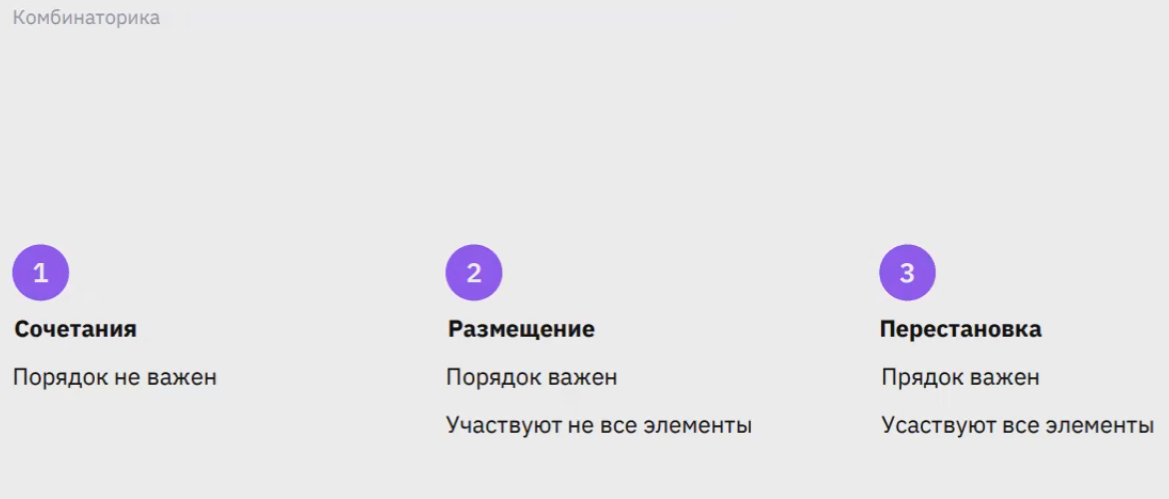 Комбинаторика
1
Сочетания
Порядок не важен
2
Размещение
Порядок важен
Участвуют не все элементы
3
Перестановка
Прядок важен
Усаствуют все элементы